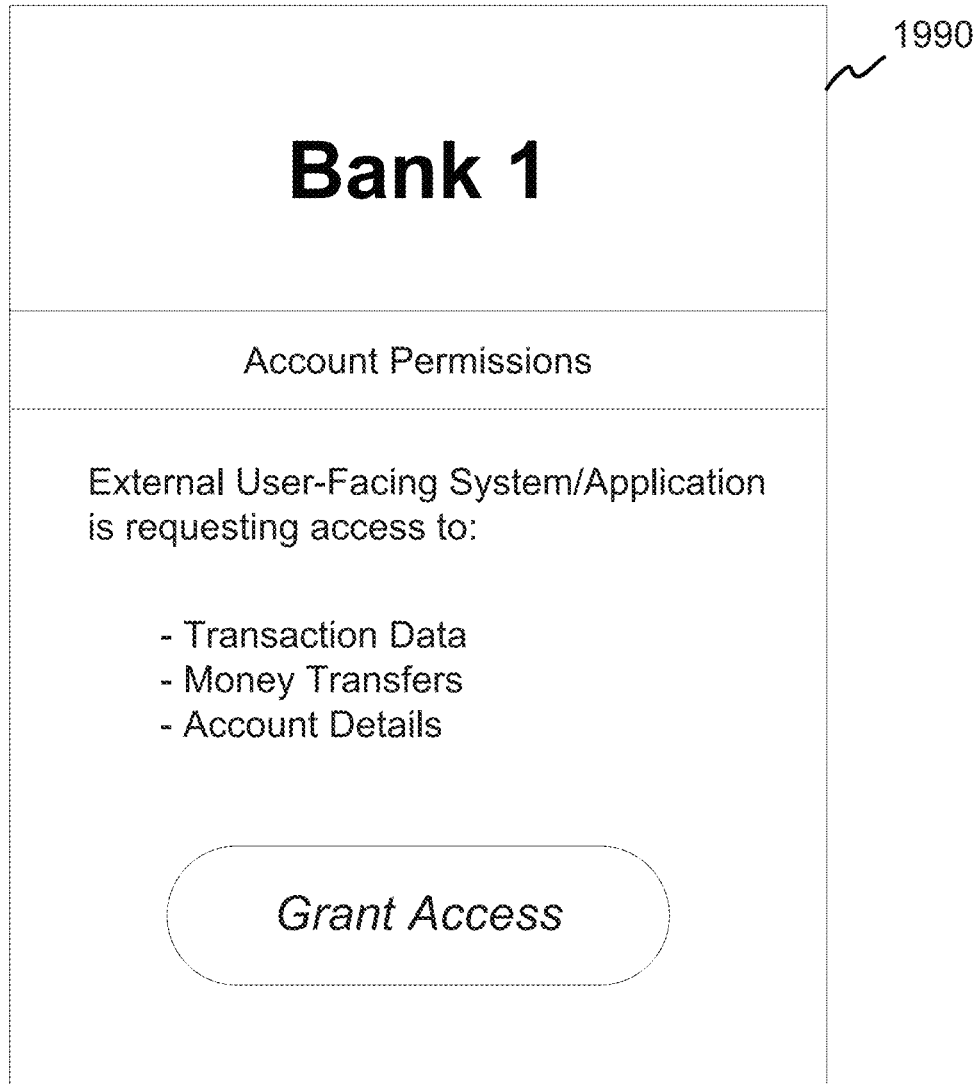 1990
Bank 1
Account Permissions
External User-Facing System/Application
is requesting access to:
- Transaction Data
- Money Transfers
- Account Details
Grant Access